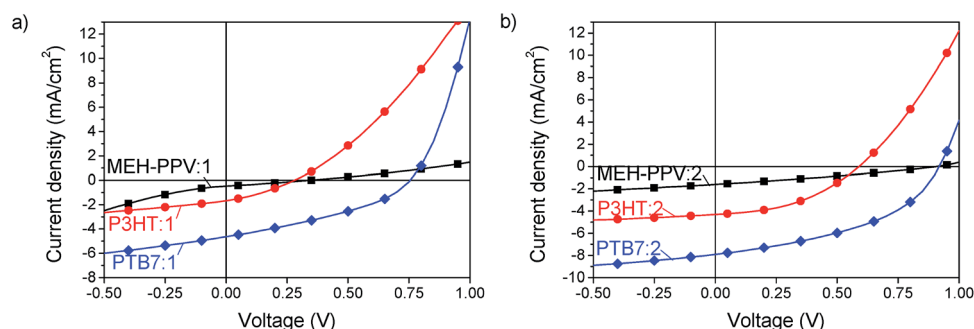 a)
Current density (mA/cm²)
12
10
8
6
4
2
0
-2
-4
-6
-8
MEH-PPV:1
P3HT:1
PTB7:1
-0.50 -0.25 0.00 0.25 0.50 0.75 1.00
Voltage (V)
b)
Current density (mA/cm²)
12
10
8
6
4
2
0
-2
-4
-6
-8
-10
MEH-PPV:2
P3HT:2
PTB7:2
-0.50 -0.25 0.00 0.25 0.50 0.75 1.00
Voltage (V)